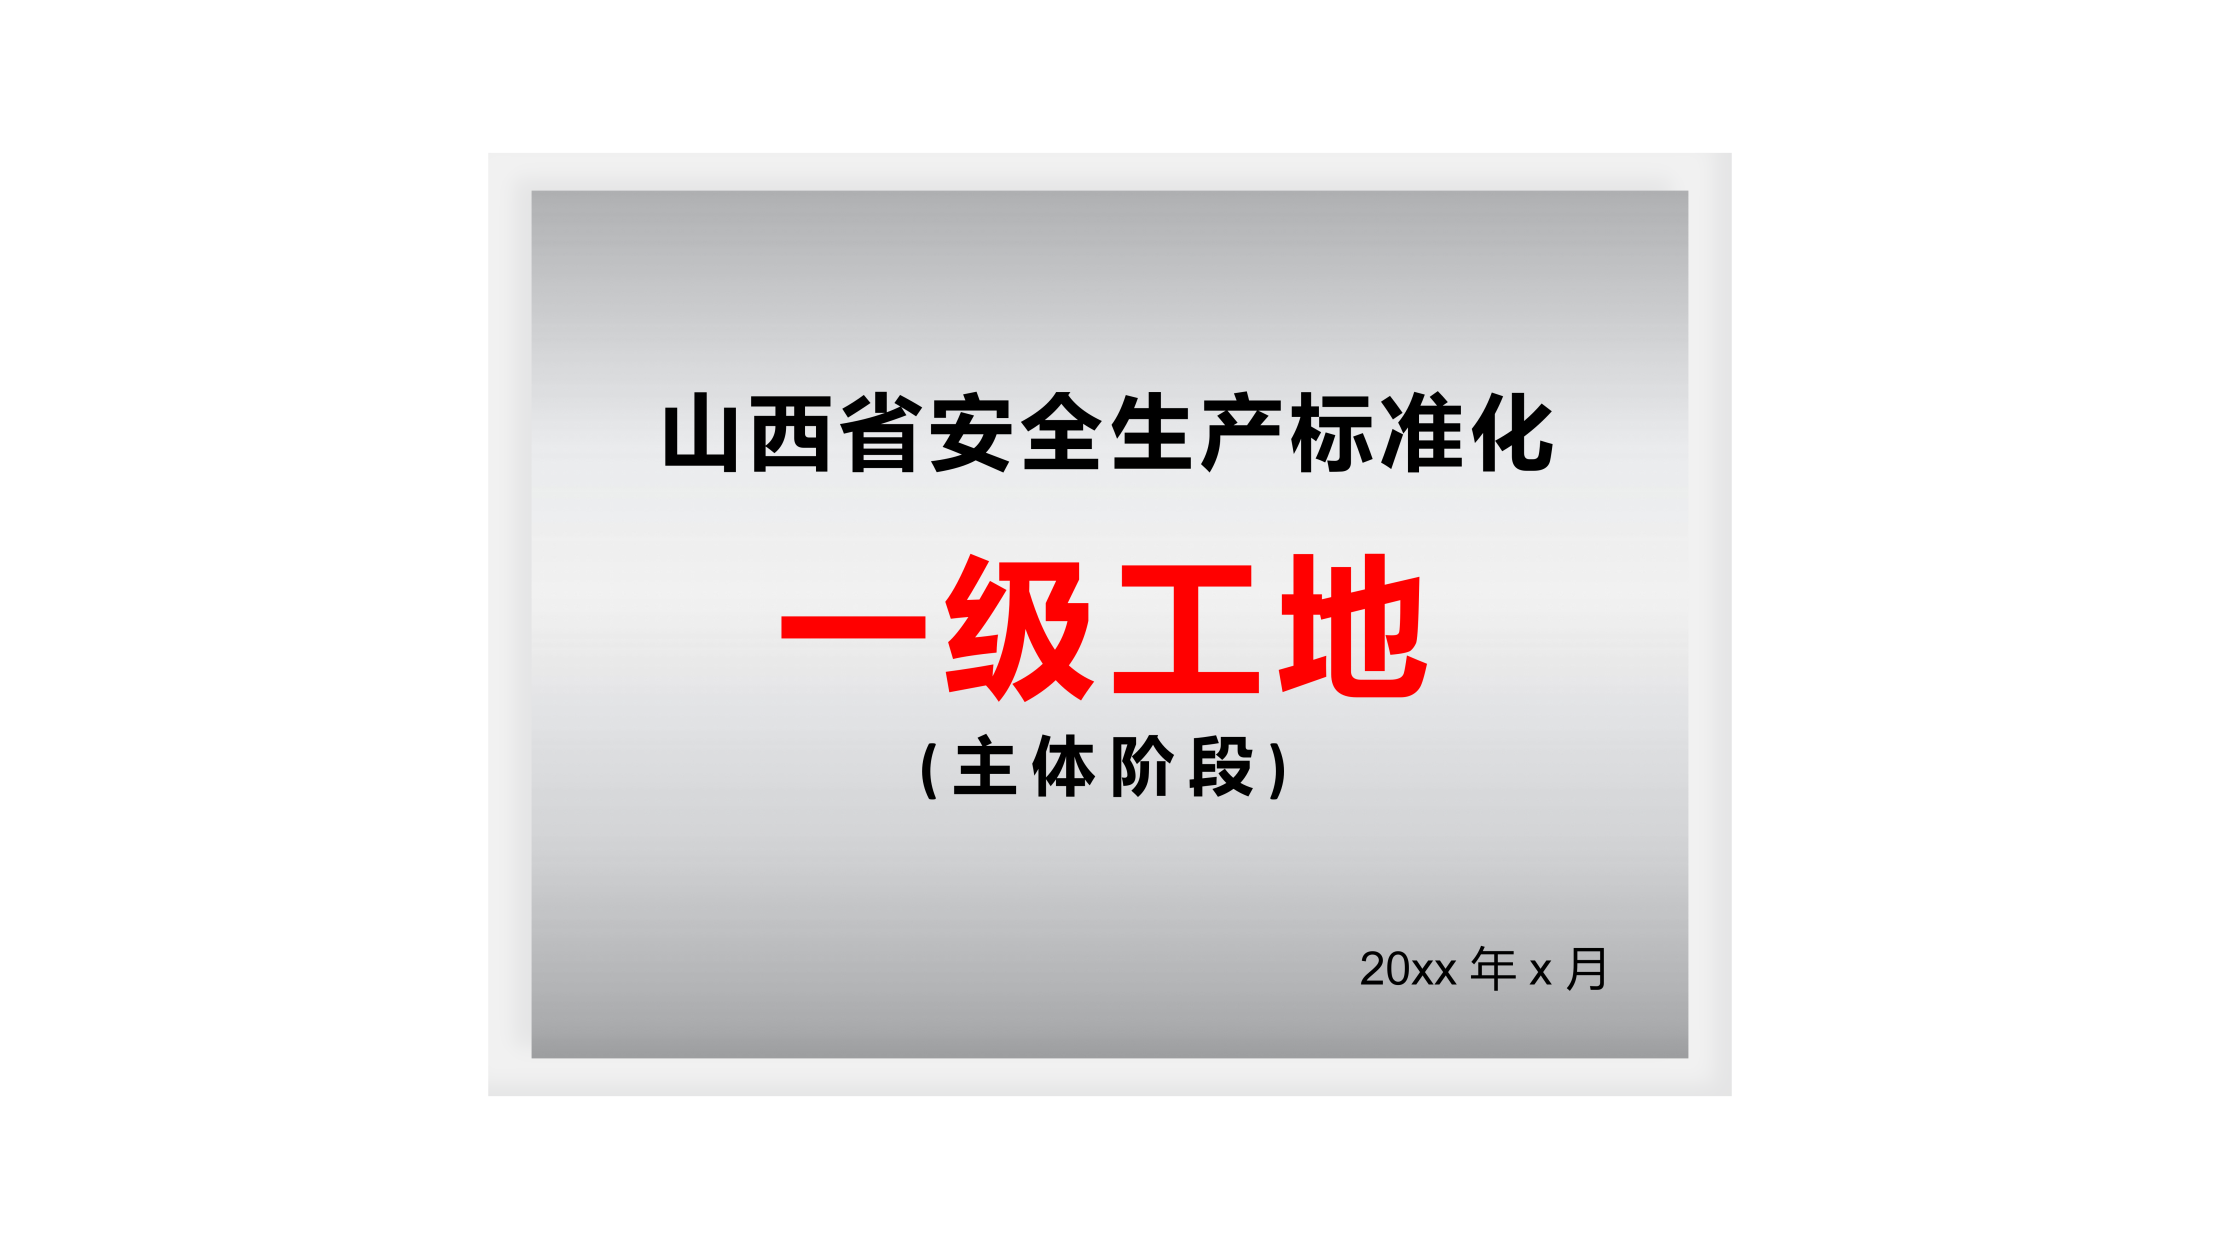 山西省安全生产标准化
一级工地
(主体阶段)
20xx 年 x 月